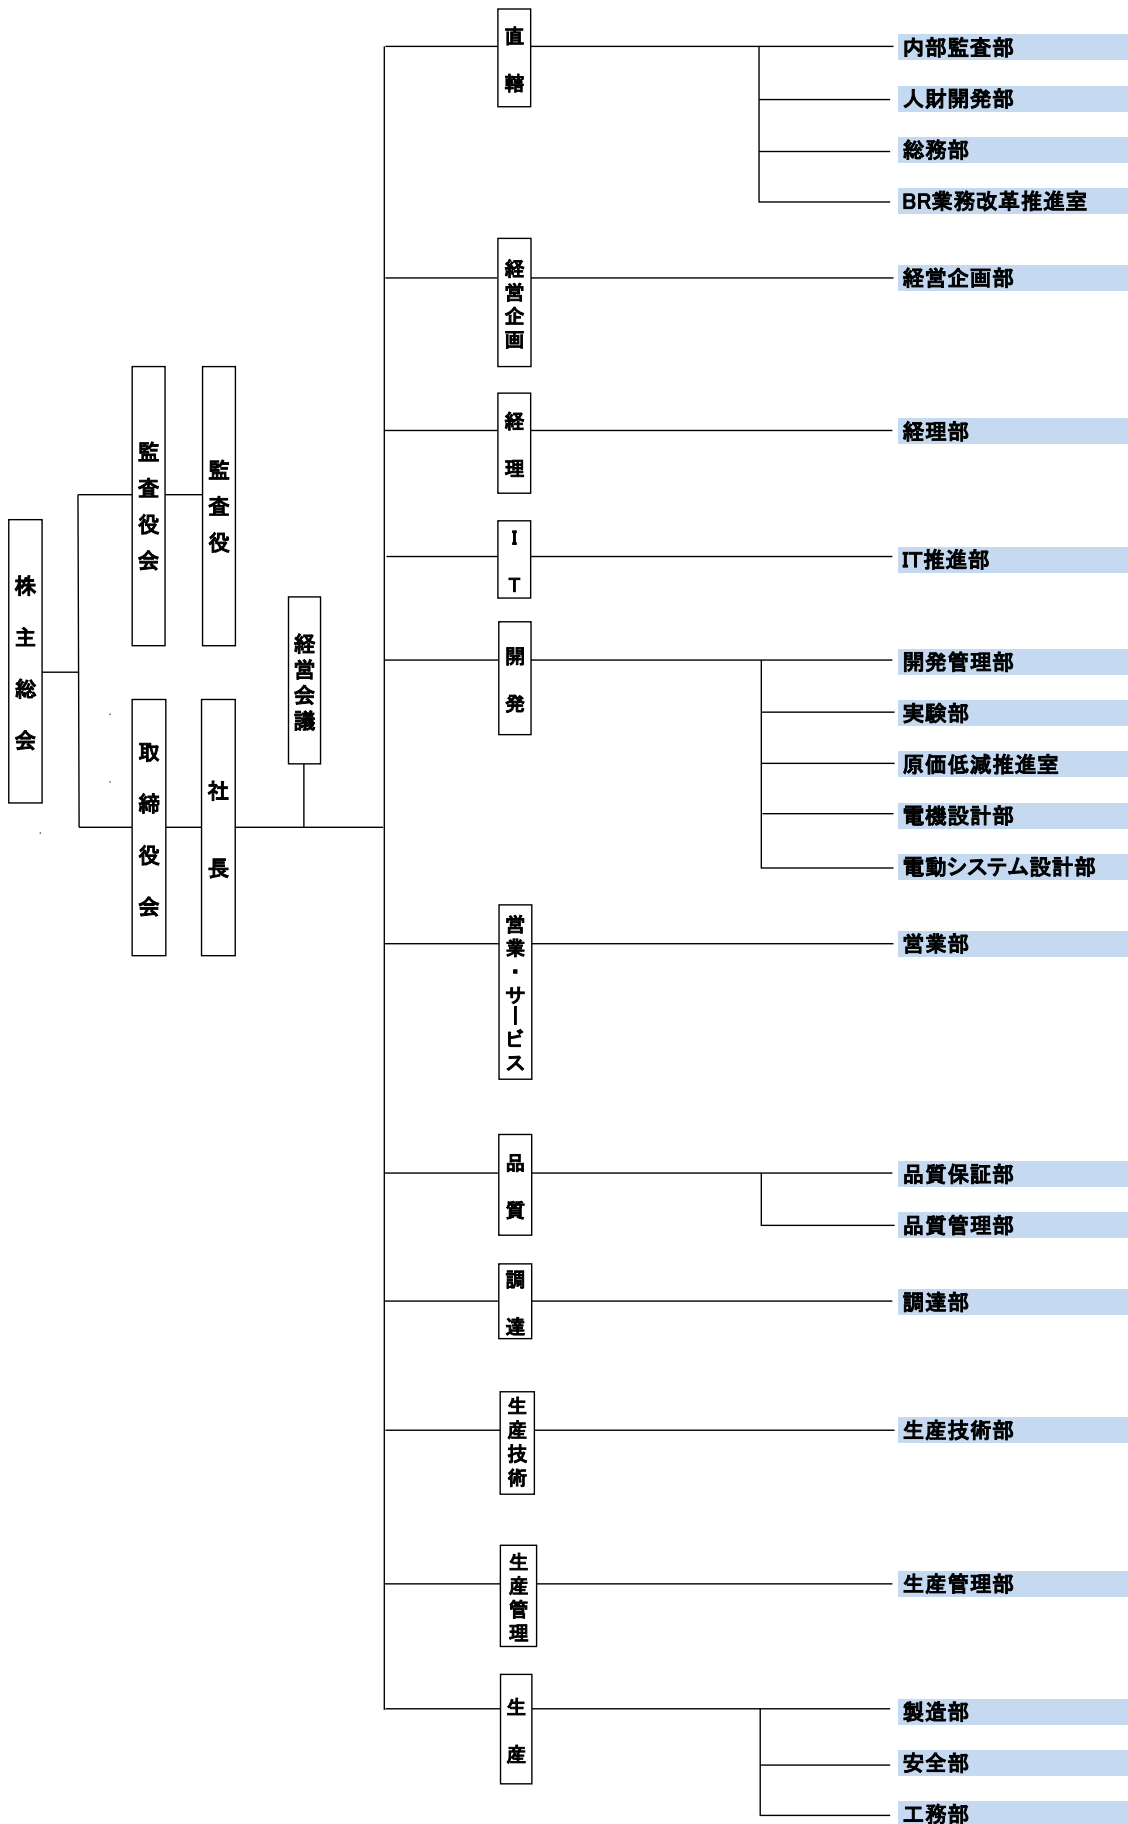 株主総会
監査役会
監査役
取締役会
社長
経営会議
直轄
内部監査部
人財開発部
総務部
BR業務改革推進室
経営企画
経営企画部
経理
経理部
IT
IT推進部
開発
開発管理部
実験部
原価低減推進室
電機設計部
電動システム設計部
営業・サービス
営業部
品質
品質保証部
品質管理部
調達
調達部
生産技術
生産技術部
生産管理
生産管理部
生産
製造部
安全部
工務部